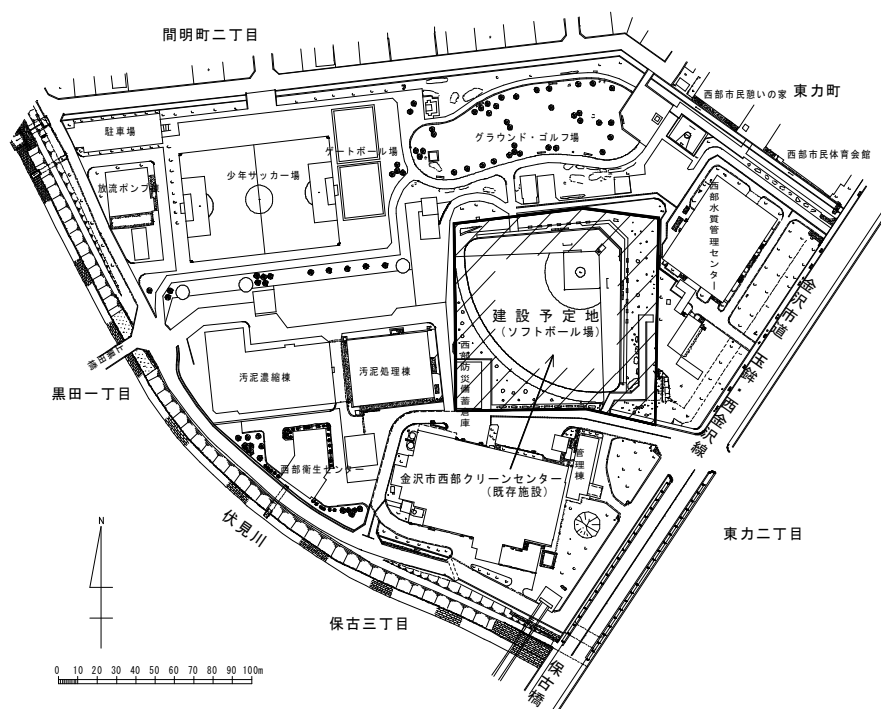 間明町二丁目
西部市民憩いの家
東力町
駐車場
グラウンド・ゴルフ場
ゲートボール場
西部市民体育会館
少年サッカー場
放流ポンプ棟
西部水質管理センター
建設予定地
(ソフトボール場)
金沢市道 玉鉾 西金沢線
西部防災備蓄倉庫
汚泥濃縮棟
汚泥処理棟
黒田一丁目
西部衛生センター
管理棟
金沢市西部クリーンセンター
(既存施設)
伏見川
東力二丁目
N
保古三丁目
保古橋
0 10 20 30 40 50 60 70 80 90 100m